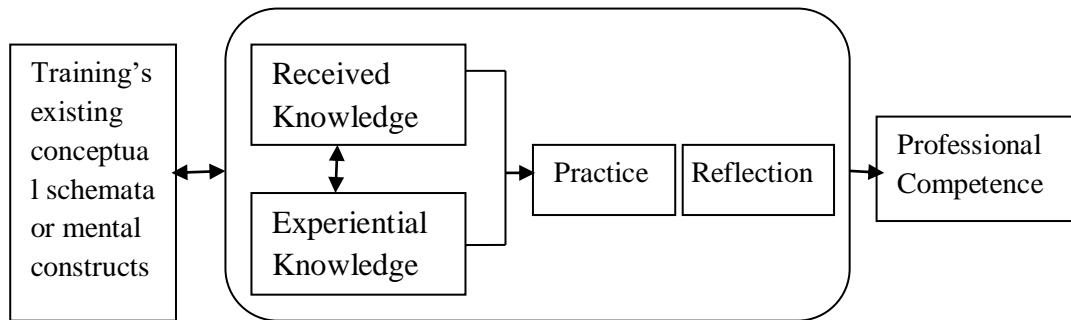 Training’s
existing
conceptua
l schemata
or mental
constructs
Received
Knowledge
Experiential
Knowledge
Practice
Reflection
Professional
Competence